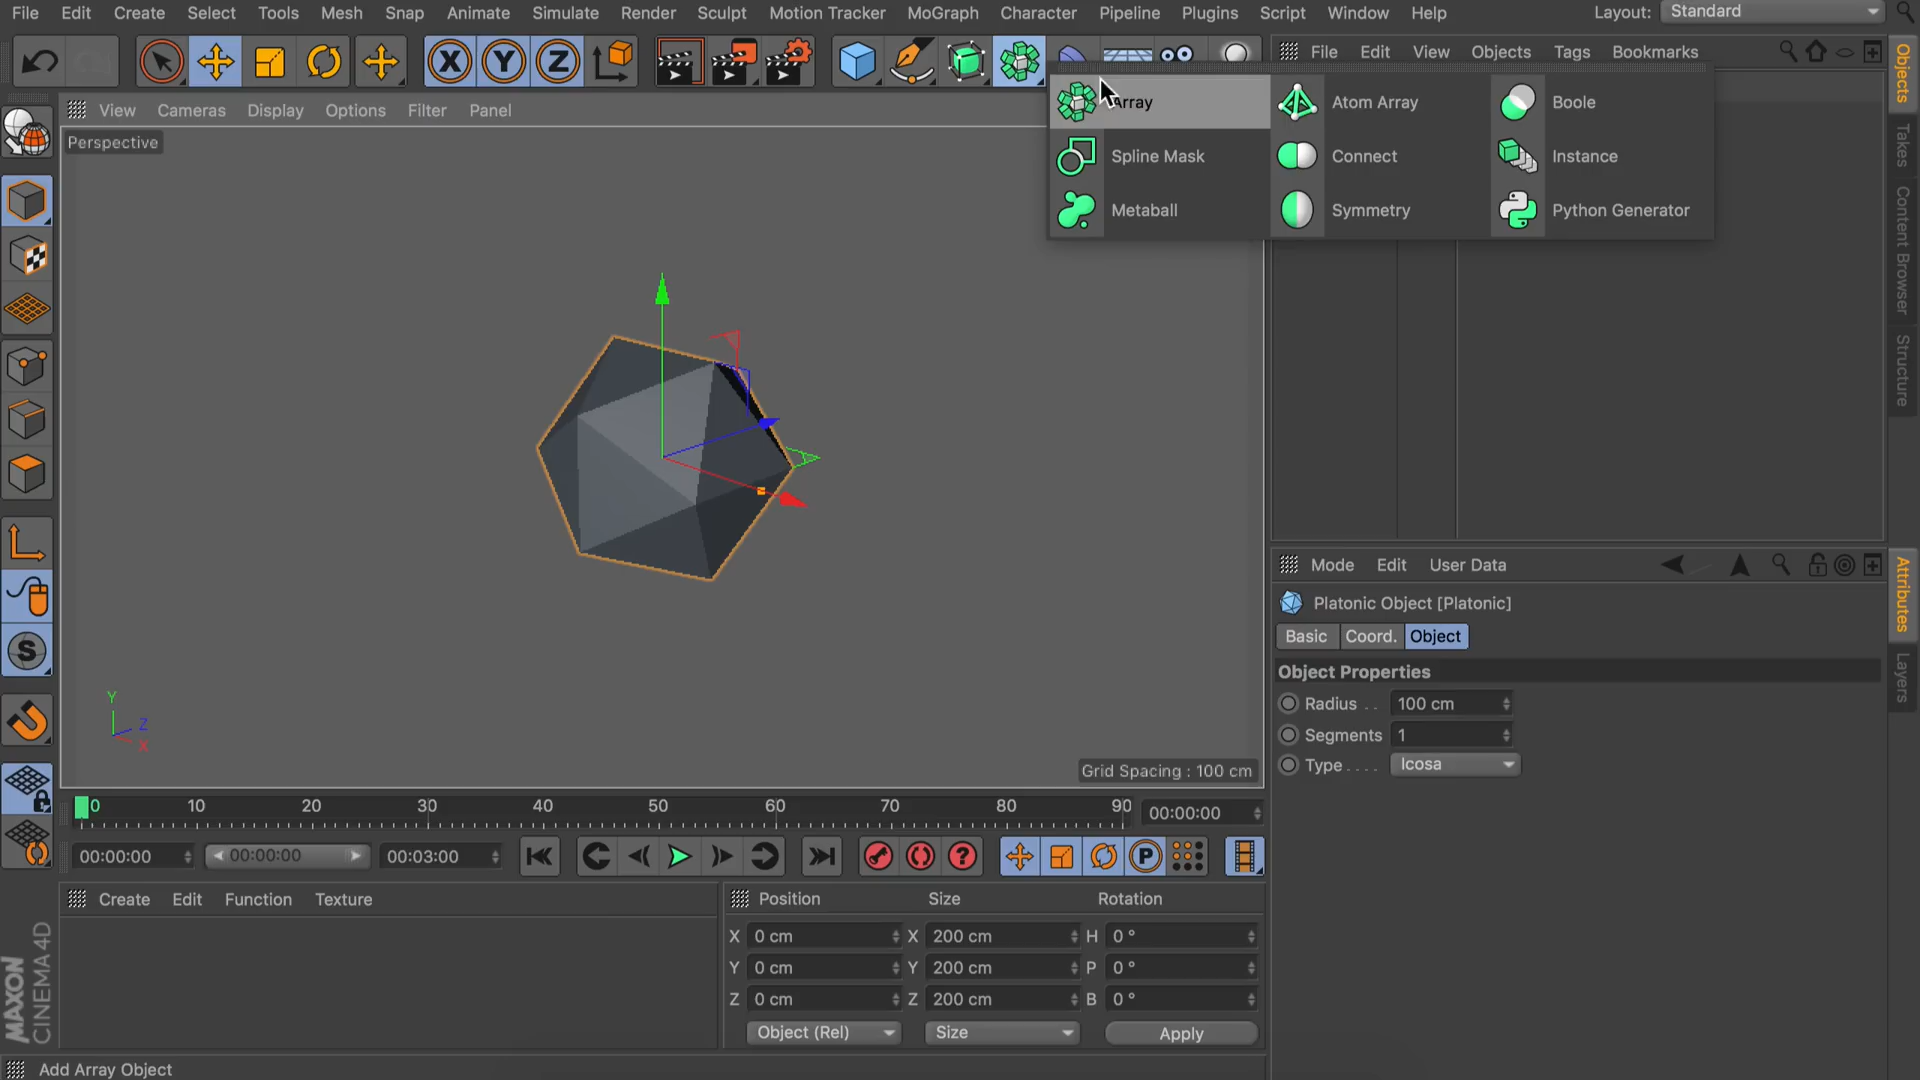 File Edit Create Select Tools Mesh Snap Animate Simulate Render Sculpt Motion Tracker MoGraph Character Pipeline Plugins Script Window Help Layout: Standard
X Y Z
File Edit View Objects Tags Bookmarks
View Cameras Display Options Filter Panel
Perspective
Array Atom Array Boole
Spline Mask Connect Instance
Metaball Symmetry Python Generator
Objects
Takes
Content Browser
Structure
S
Y
Z
X
Grid Spacing : 100 cm
Mode Edit User Data
Platonic Object [Platonic]
Basic Coord. Object
Object Properties
Radius . . 100 cm
Segments 1
Type . . . . Icosa
Attributes
Layers
0 10 20 30 40 50 60 70 80 90 00:00:00
00:00:00 00:00:00 00:03:00 ? P
Create Edit Function Texture
Position Size Rotation
X 0 cm X 200 cm H 0 °
Y 0 cm Y 200 cm P 0 °
Z 0 cm Z 200 cm B 0 °
Object (Rel) Size Apply
MAXON
CINEMA 4D
Add Array Object